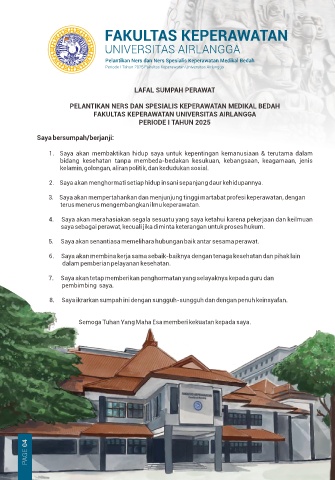 FAKULTAS KEPERAWATAN
UNIVERSITAS AIRLANGGA
Pelantikan Ners dan Ners Spesialis Keperawatan Medikal Bedah
Periode I Tahun 2025 Fakultas Keperawatan Universitas Airlangga
LAFAL SUMPAH PERAWAT
PELANTIKAN NERS DAN SPESIALIS KEPERAWATAN MEDIKAL BEDAH
FAKULTAS KEPERAWATAN UNIVERSITAS AIRLANGGA
PERIODE I TAHUN 2025
Saya bersumpah/berjanji:
1. Saya akan membaktikan hidup saya untuk kepentingan kemanusiaan & terutama dalam
bidang kesehatan tanpa membeda-bedakan kesukuan, kebangsaan, keagamaan, jenis
kelamin, golongan, aliran politik, dan kedudukan sosial.
2. Saya akan menghormati setiap hidup insani sepanjang daur kehidupannya.
3. Saya akan mempertahankan dan menjunjung tinggi martabat profesi keperawatan, dengan
terus menerus mengembangkan ilmu keperawatan.
4. Saya akan merahasiakan segala sesuatu yang saya ketahui karena pekerjaan dan keilmuan
saya sebagai perawat, kecuali jika diminta keterangan untuk proses hukum.
5. Saya akan senantiasa memelihara hubungan baik antar sesama perawat.
6. Saya akan membina kerja sama sebaik-baiknya dengan tenaga kesehatan dan pihak lain
dalam pemberian pelayanan kesehatan.
7. Saya akan tetap memberikan penghormatan yang selayaknya kepada guru dan
pembimbing saya.
8. Saya ikrarkan sumpah ini dengan sungguh-sungguh dan dengan penuh keinsyafan.
Semoga Tuhan Yang Maha Esa memberi kekuatan kepada saya.
PAGE 04